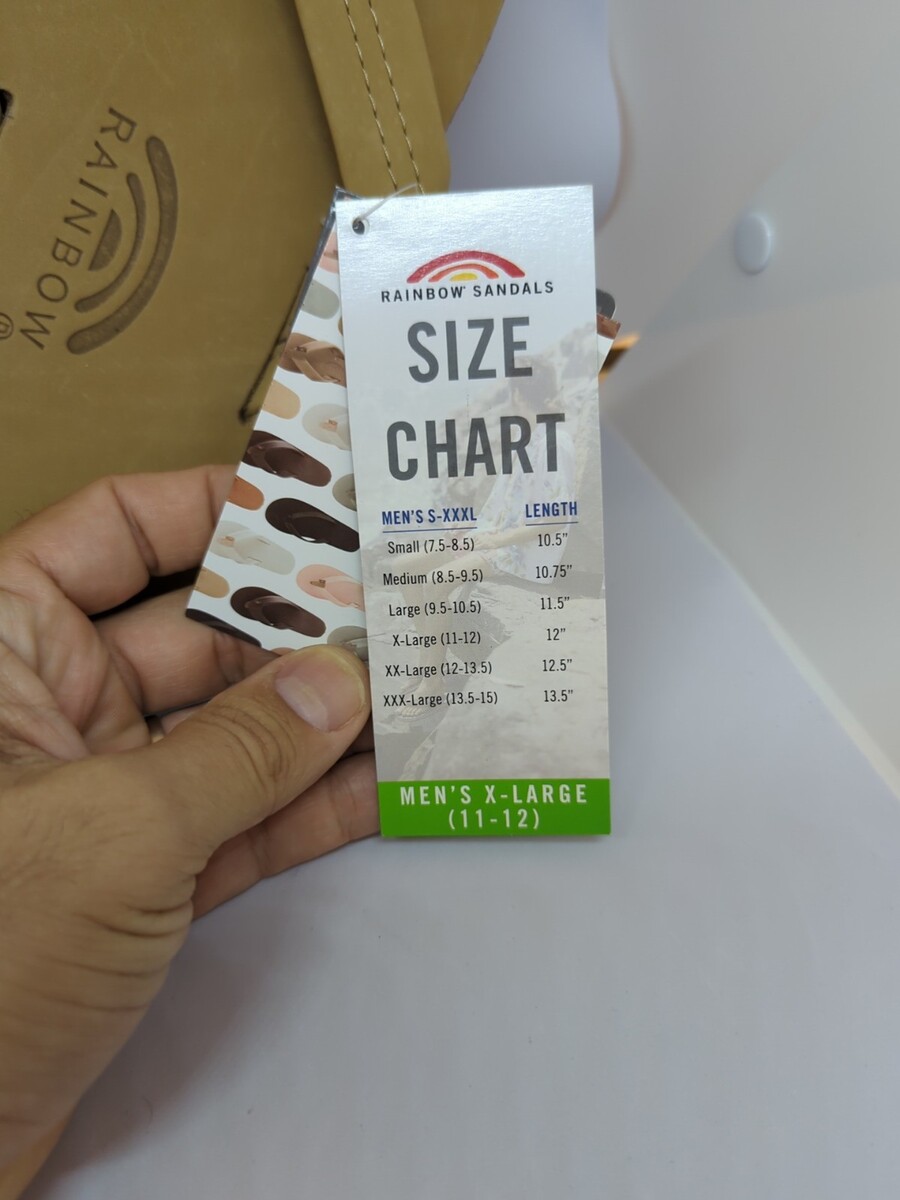 RAINBOW®
RAINBOW® SANDALS
SIZE
CHART
MEN'S S-XXXL LENGTH
Small (7.5-8.5) 10.5"
Medium (8.5-9.5) 10.75"
Large (9.5-10.5) 11.5"
X-Large (11-12) 12"
XX-Large (12-13.5) 12.5"
XXX-Large (13.5-15) 13.5"
MEN'S X-LARGE
(11-12)